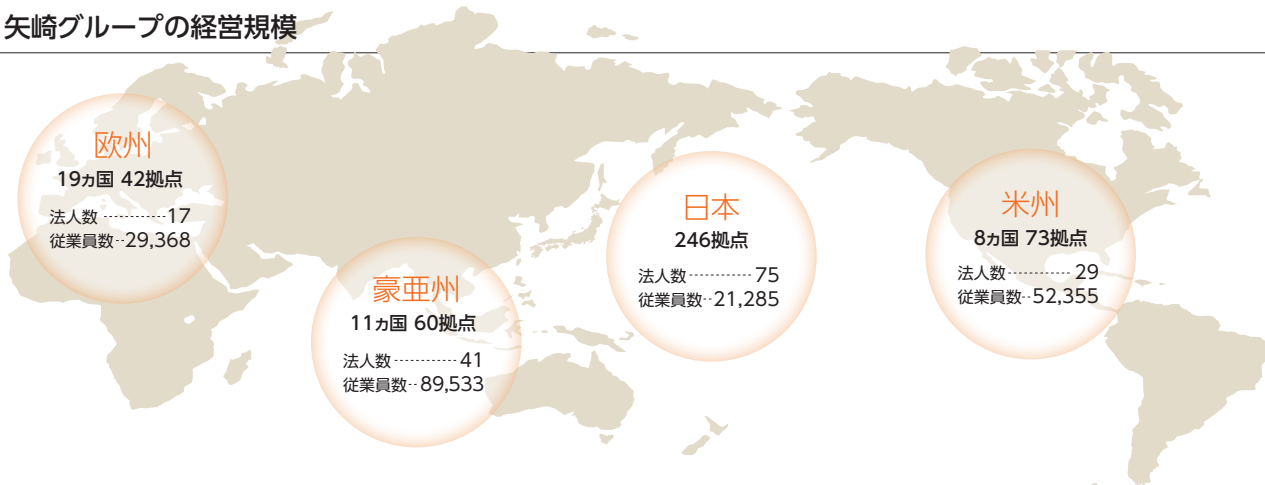 矢崎グループの経営規模
欧州
19ヵ国 42拠点
法人数 ------------17
従業員数--29,368
豪亜州
11ヵ国 60拠点
法人数------------ 41
従業員数-- 89,533
日本
246拠点
法人数------------ 75
従業員数--21,285
米州
8ヵ国 73拠点
法人数------------ 29
従業員数--52,355